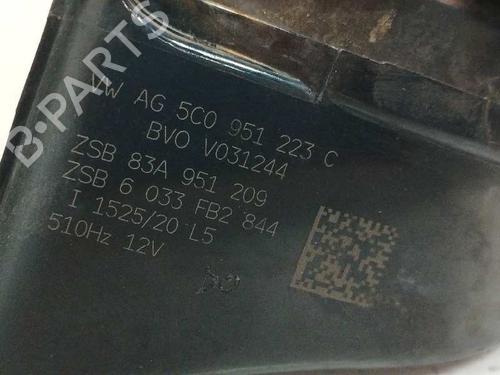 B-PARTS
VW AG 5C0 951 223 C
BVO V031244
ZSB 83A 951 209
ZSB 6 033 FB2 844
I 1525/20 L5
510Hz 12V